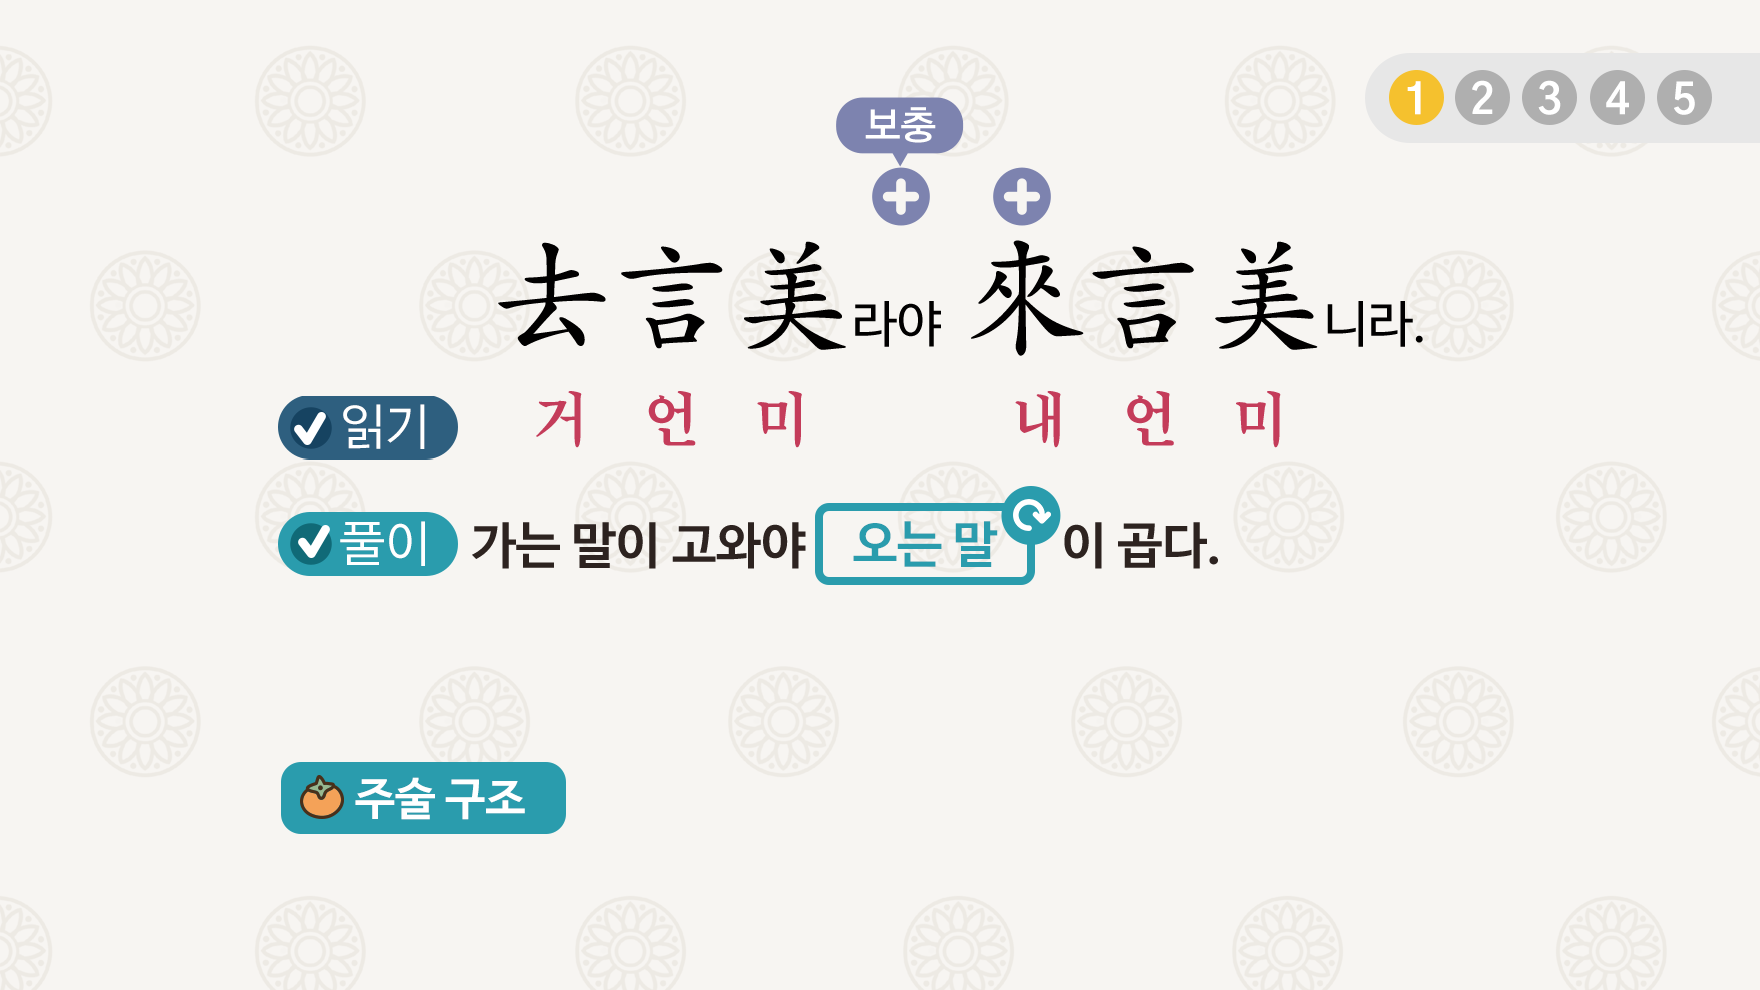 1 2 3 4 5
보충
去言美라야 來言美니라.
읽기 거 언 미 내 언 미
풀이 가는 말이 고와야 오는 말 이 곱다.
주술 구조